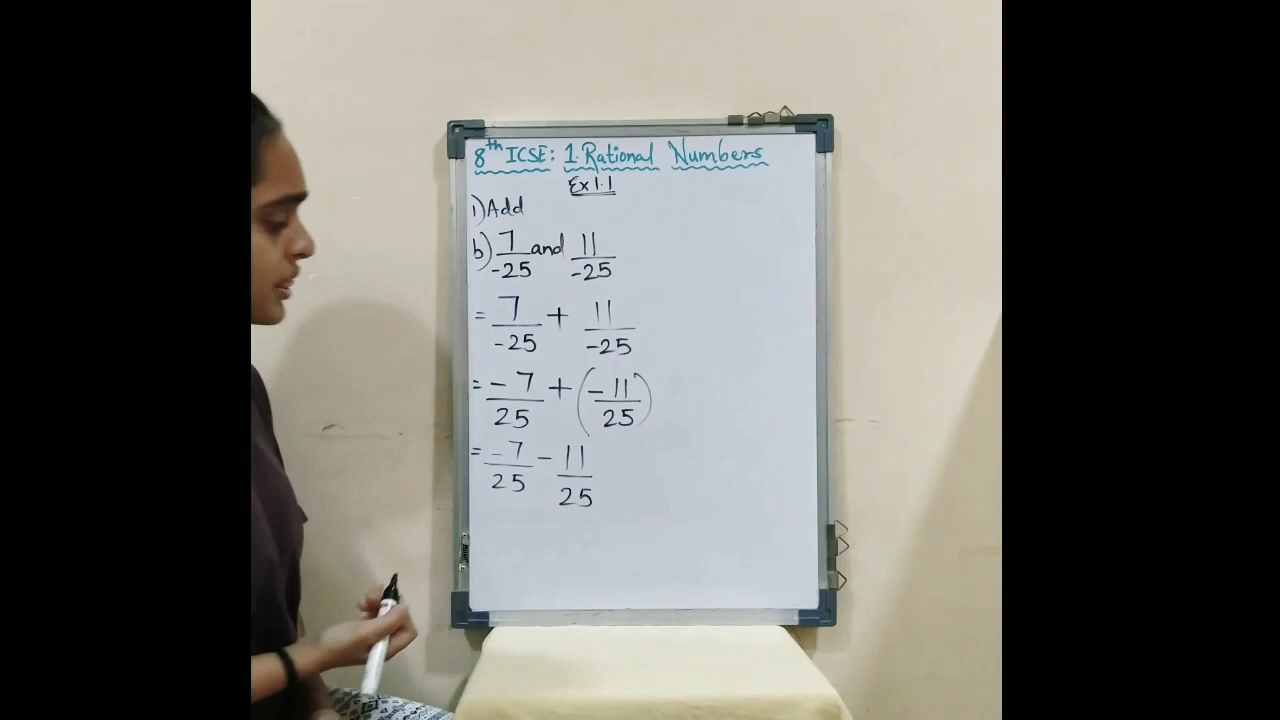 8th ICSE: 1. Rational Numbers
Ex 1.1
1) Add
b) 7/-25 and 11/-25
= 7/-25 + 11/-25
= -7/25 + (-11/25)
= -7/25 - 11/25